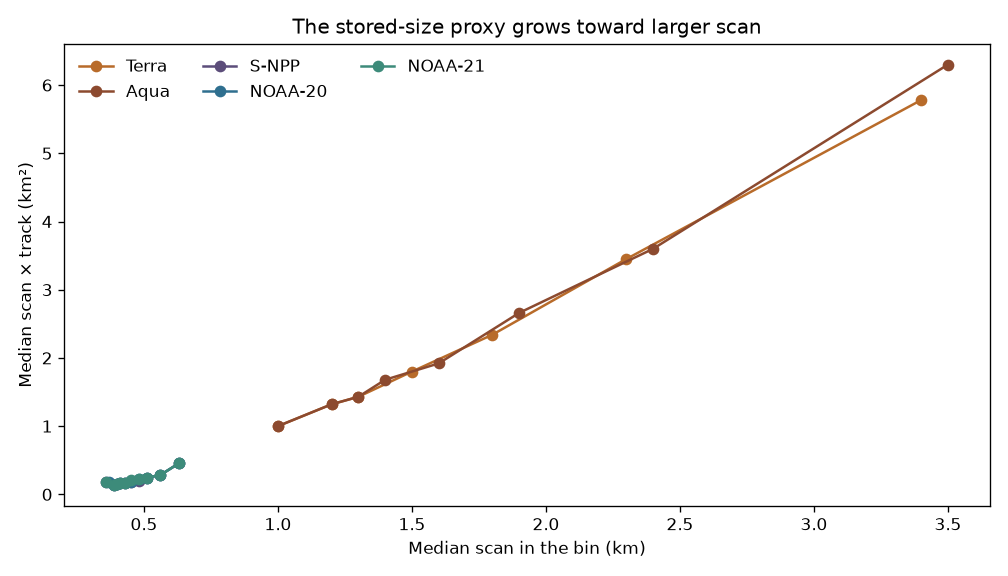 The stored-size proxy grows toward larger scan
Terra
Aqua
S-NPP
NOAA-20
NOAA-21
Median scan × track (km²)
6
5
4
3
2
1
0
0.5 1.0 1.5 2.0 2.5 3.0 3.5
Median scan in the bin (km)